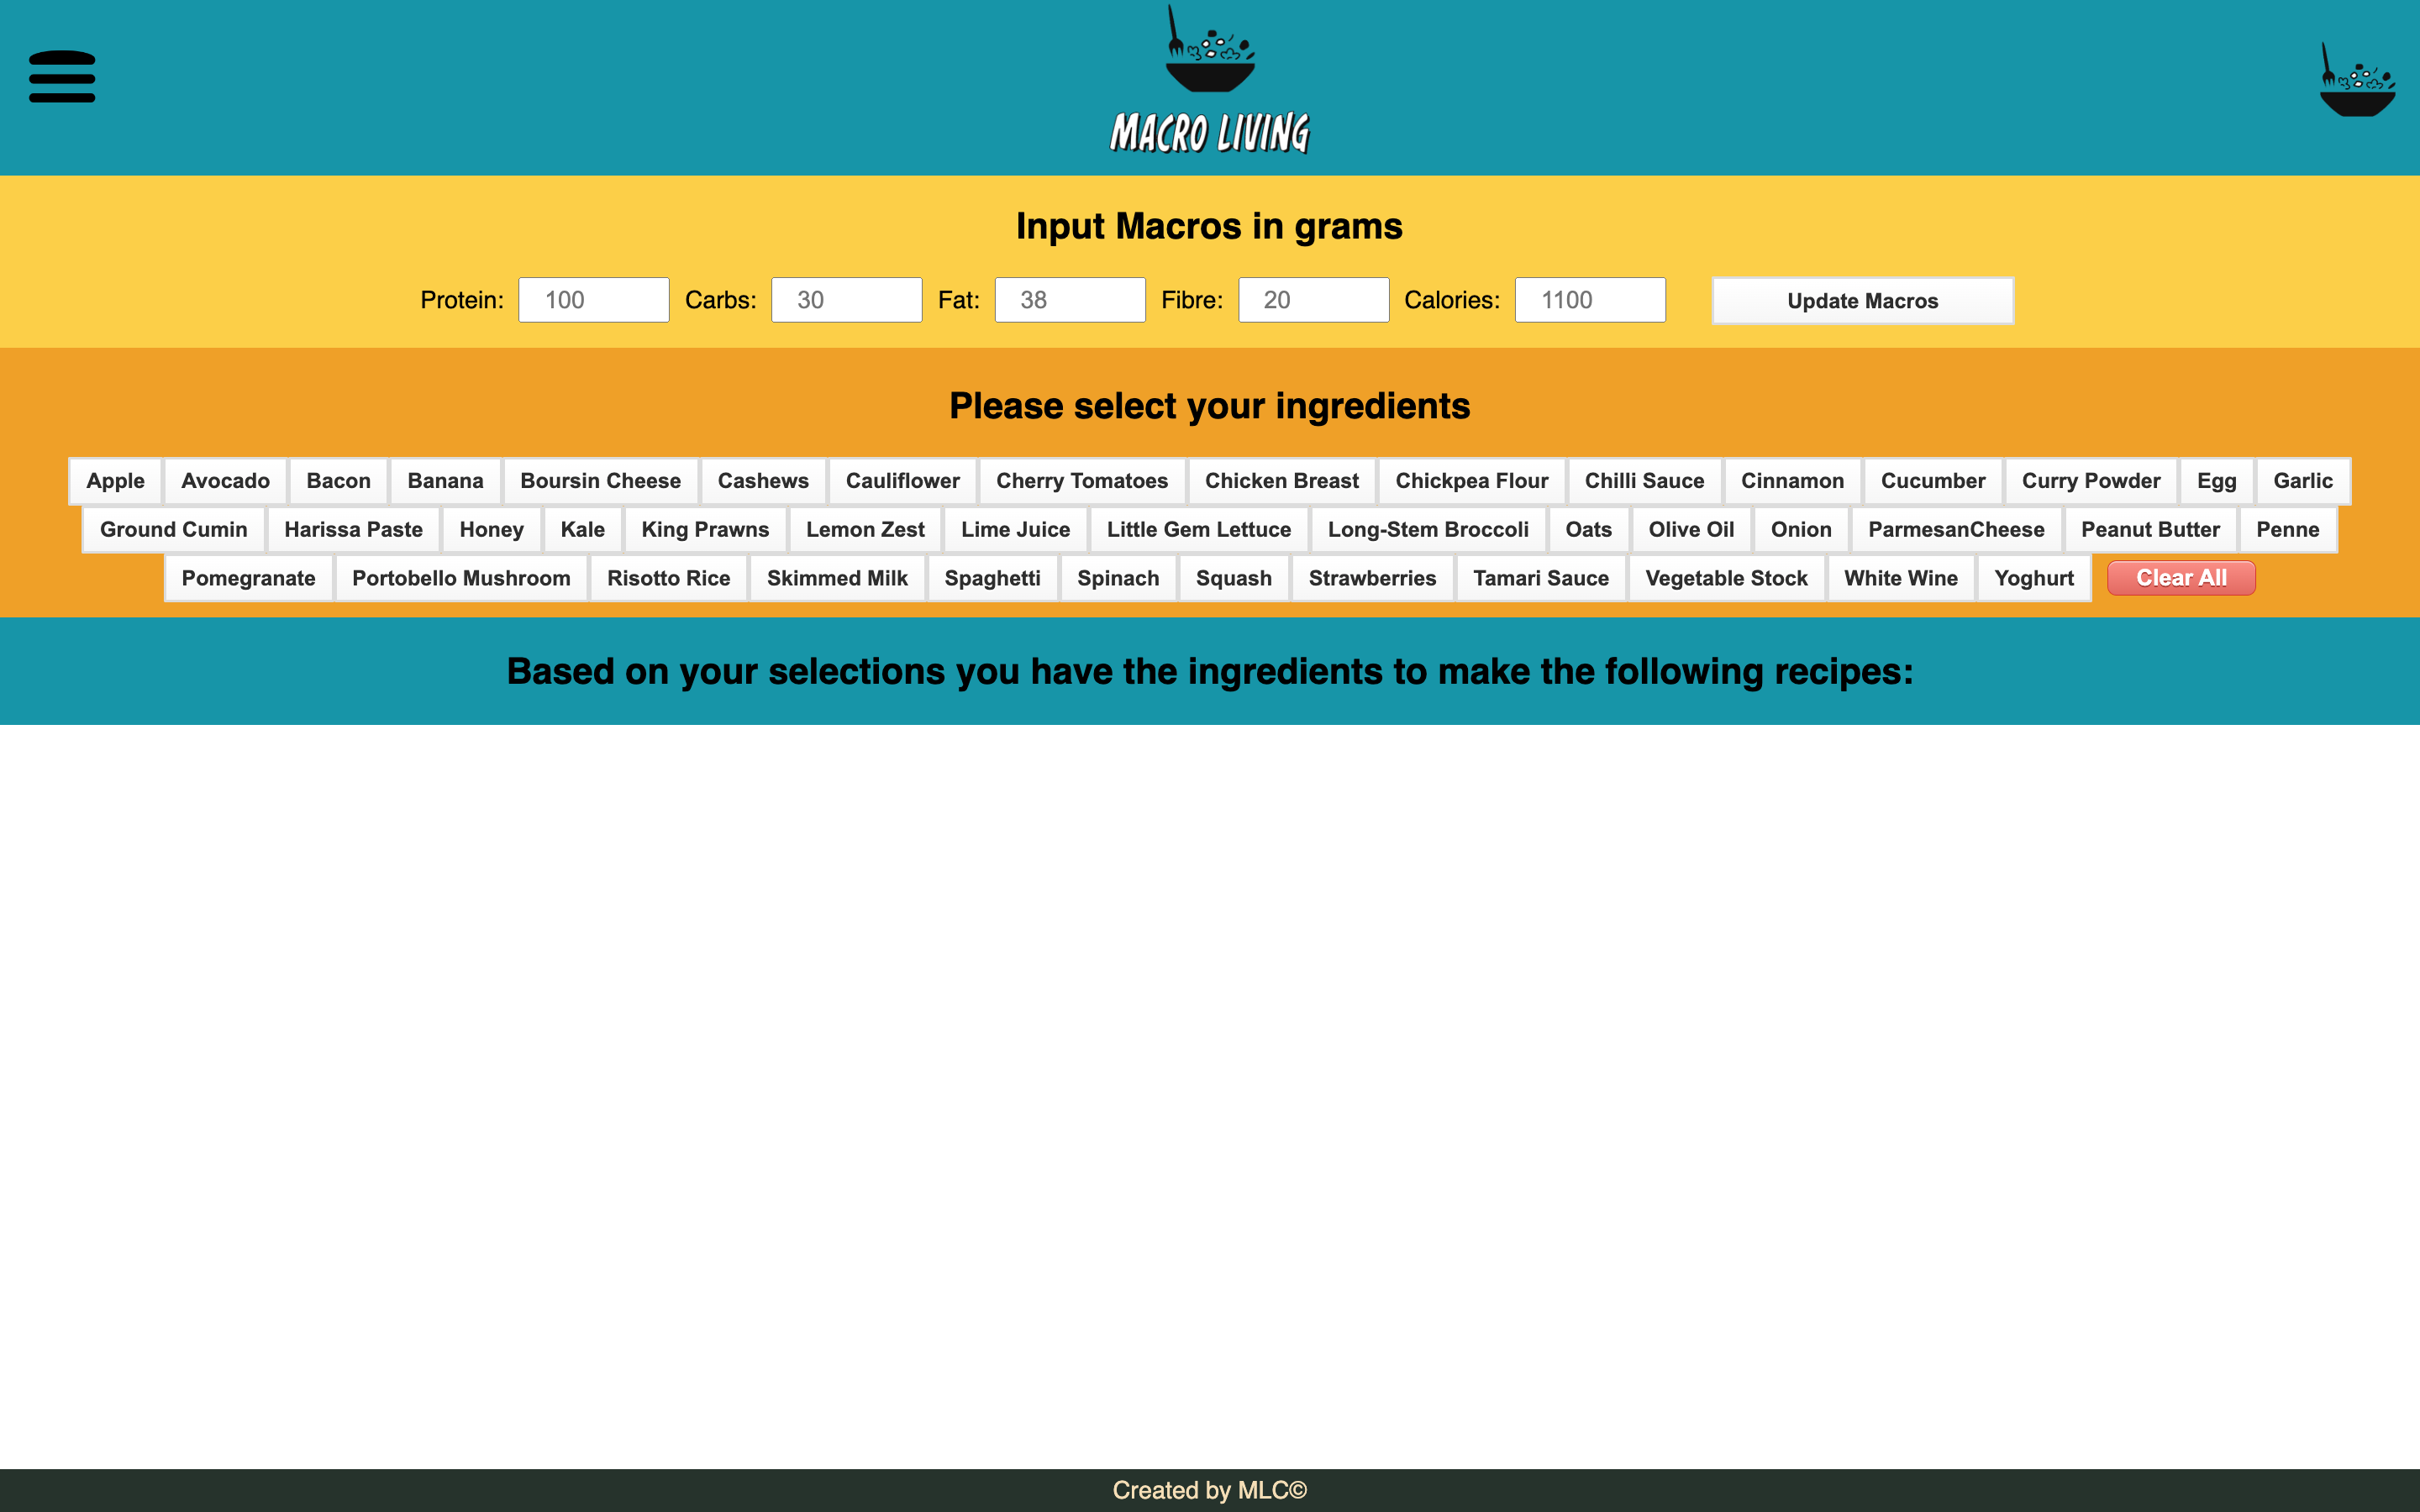 MACRO LIVING
Input Macros in grams
Protein: 100 Carbs: 30 Fat: 38 Fibre: 20 Calories: 1100 Update Macros
Please select your ingredients
Apple Avocado Bacon Banana Boursin Cheese Cashews Cauliflower Cherry Tomatoes Chicken Breast Chickpea Flour Chilli Sauce Cinnamon Cucumber Curry Powder Egg Garlic
Ground Cumin Harissa Paste Honey Kale King Prawns Lemon Zest Lime Juice Little Gem Lettuce Long-Stem Broccoli Oats Olive Oil Onion ParmesanCheese Peanut Butter Penne
Pomegranate Portobello Mushroom Risotto Rice Skimmed Milk Spaghetti Spinach Squash Strawberries Tamari Sauce Vegetable Stock White Wine Yoghurt Clear All
Based on your selections you have the ingredients to make the following recipes:
Created by MLC©